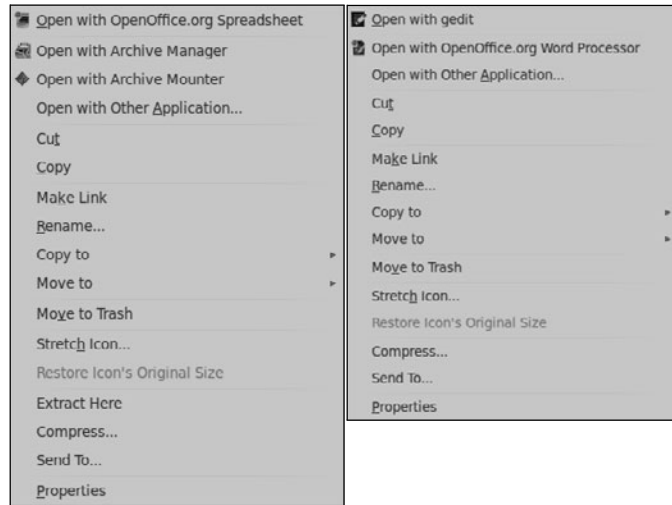 Open with OpenOffice.org Spreadsheet
Open with Archive Manager
Open with Archive Mounter
Open with Other Application...
Cut
Copy
Make Link
Rename...
Copy to
Move to
Move to Trash
Stretch Icon...
Restore Icon's Original Size
Extract Here
Compress...
Send To...
Properties
Open with gedit
Open with OpenOffice.org Word Processor
Open with Other Application...
Cut
Copy
Make Link
Rename...
Copy to
Move to
Move to Trash
Stretch Icon...
Restore Icon's Original Size
Compress...
Send To...
Properties